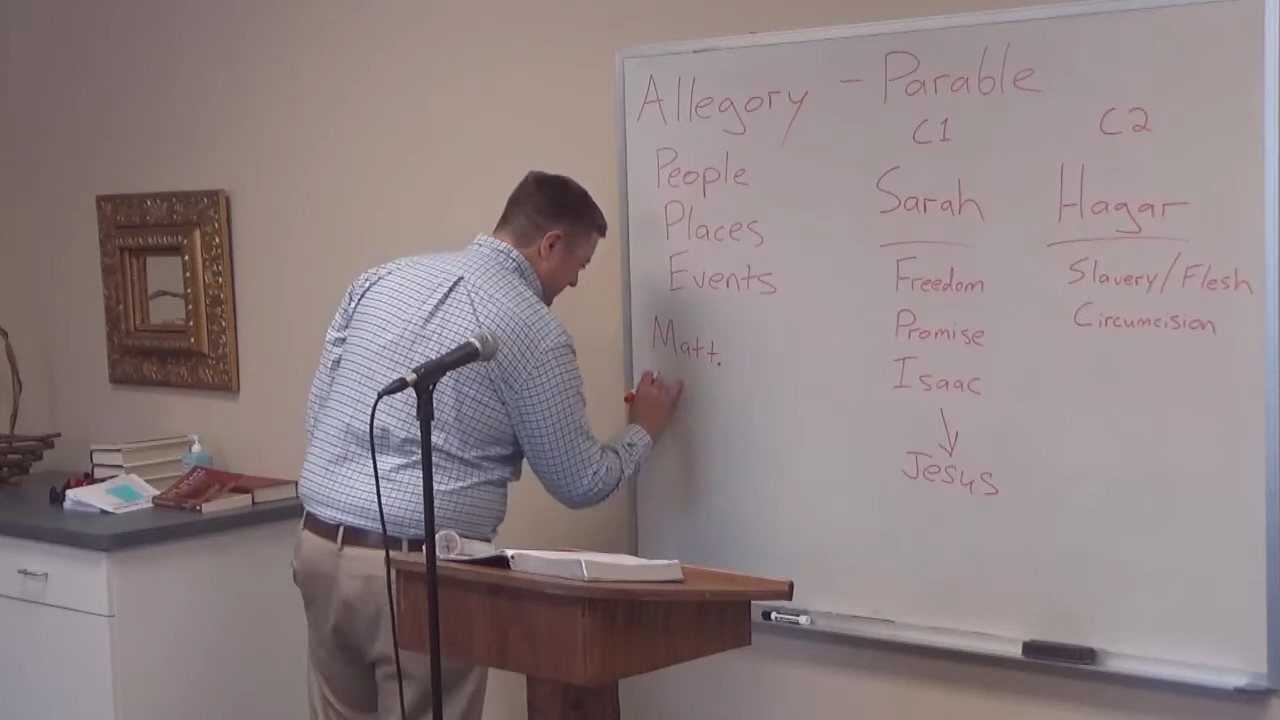 Allegory - Parable
C1 C2
People
Places
Events
Matt.
Sarah
Freedom
Promise
Isaac
Jesus
Hagar
Slavery/Flesh
Circumcision